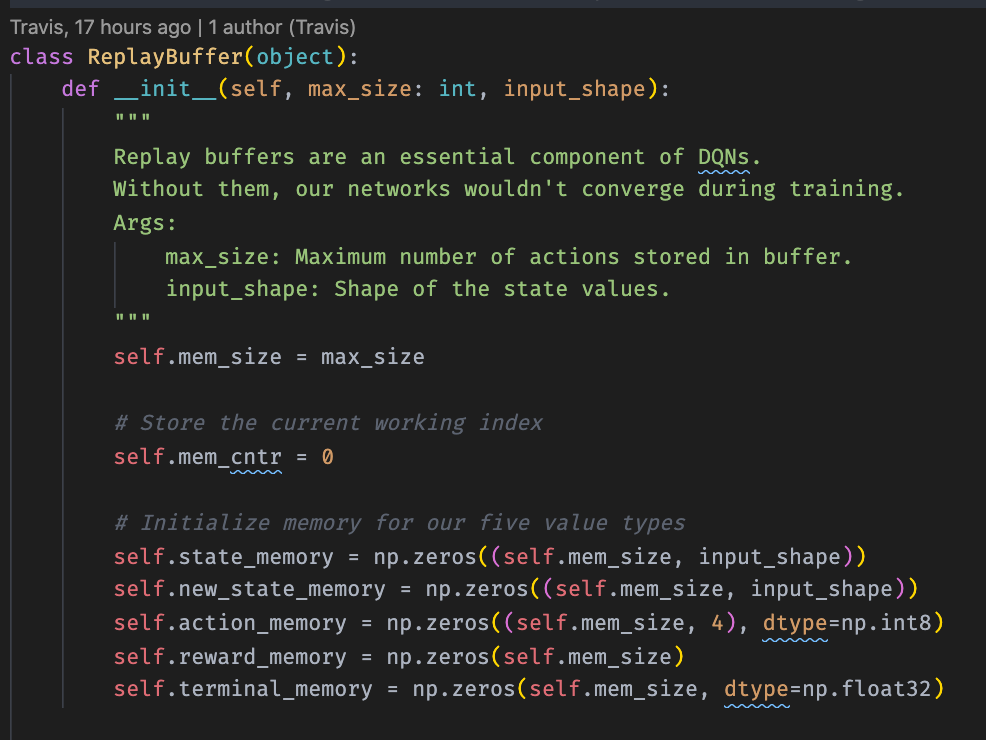 Travis, 17 hours ago | 1 author (Travis)
class ReplayBuffer(object):
    def __init__(self, max_size: int, input_shape):
        """
        Replay buffers are an essential component of DQNs.
        Without them, our networks wouldn't converge during training.
        Args:
            max_size: Maximum number of actions stored in buffer.
            input_shape: Shape of the state values.
        """
        self.mem_size = max_size

        # Store the current working index
        self.mem_cntr = 0

        # Initialize memory for our five value types
        self.state_memory = np.zeros((self.mem_size, input_shape))
        self.new_state_memory = np.zeros((self.mem_size, input_shape))
        self.action_memory = np.zeros((self.mem_size, 4), dtype=np.int8)
        self.reward_memory = np.zeros(self.mem_size)
        self.terminal_memory = np.zeros(self.mem_size, dtype=np.float32)